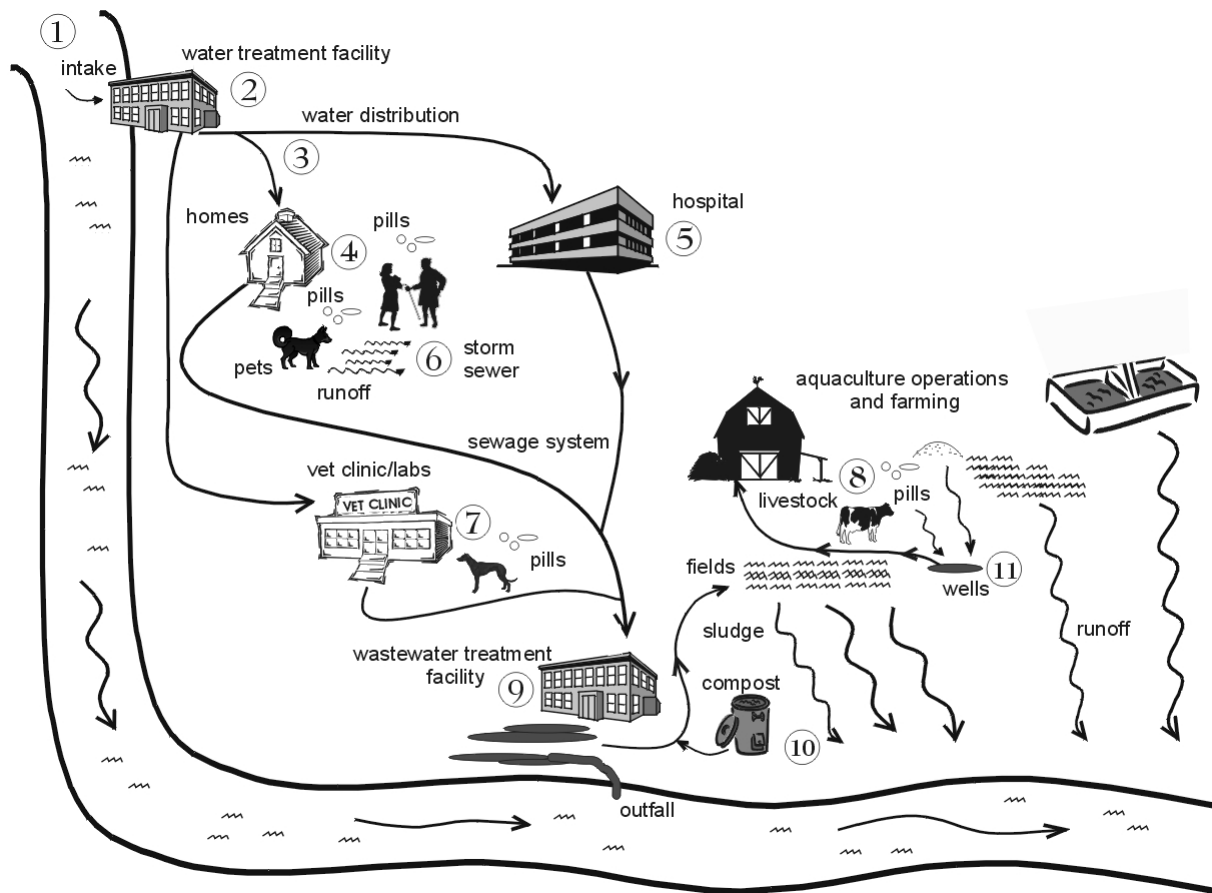 1
intake
water treatment facility
2
water distribution
3
homes
4
pills
hospital
5
pills
pets
runoff
6
storm
sewer
sewage system
vet clinic/labs
VET CLINIC
7
pills
aquaculture operations
and farming
livestock
8
pills
fields
wells
11
sludge
runoff
wastewater treatment
facility
9
compost
10
outfall